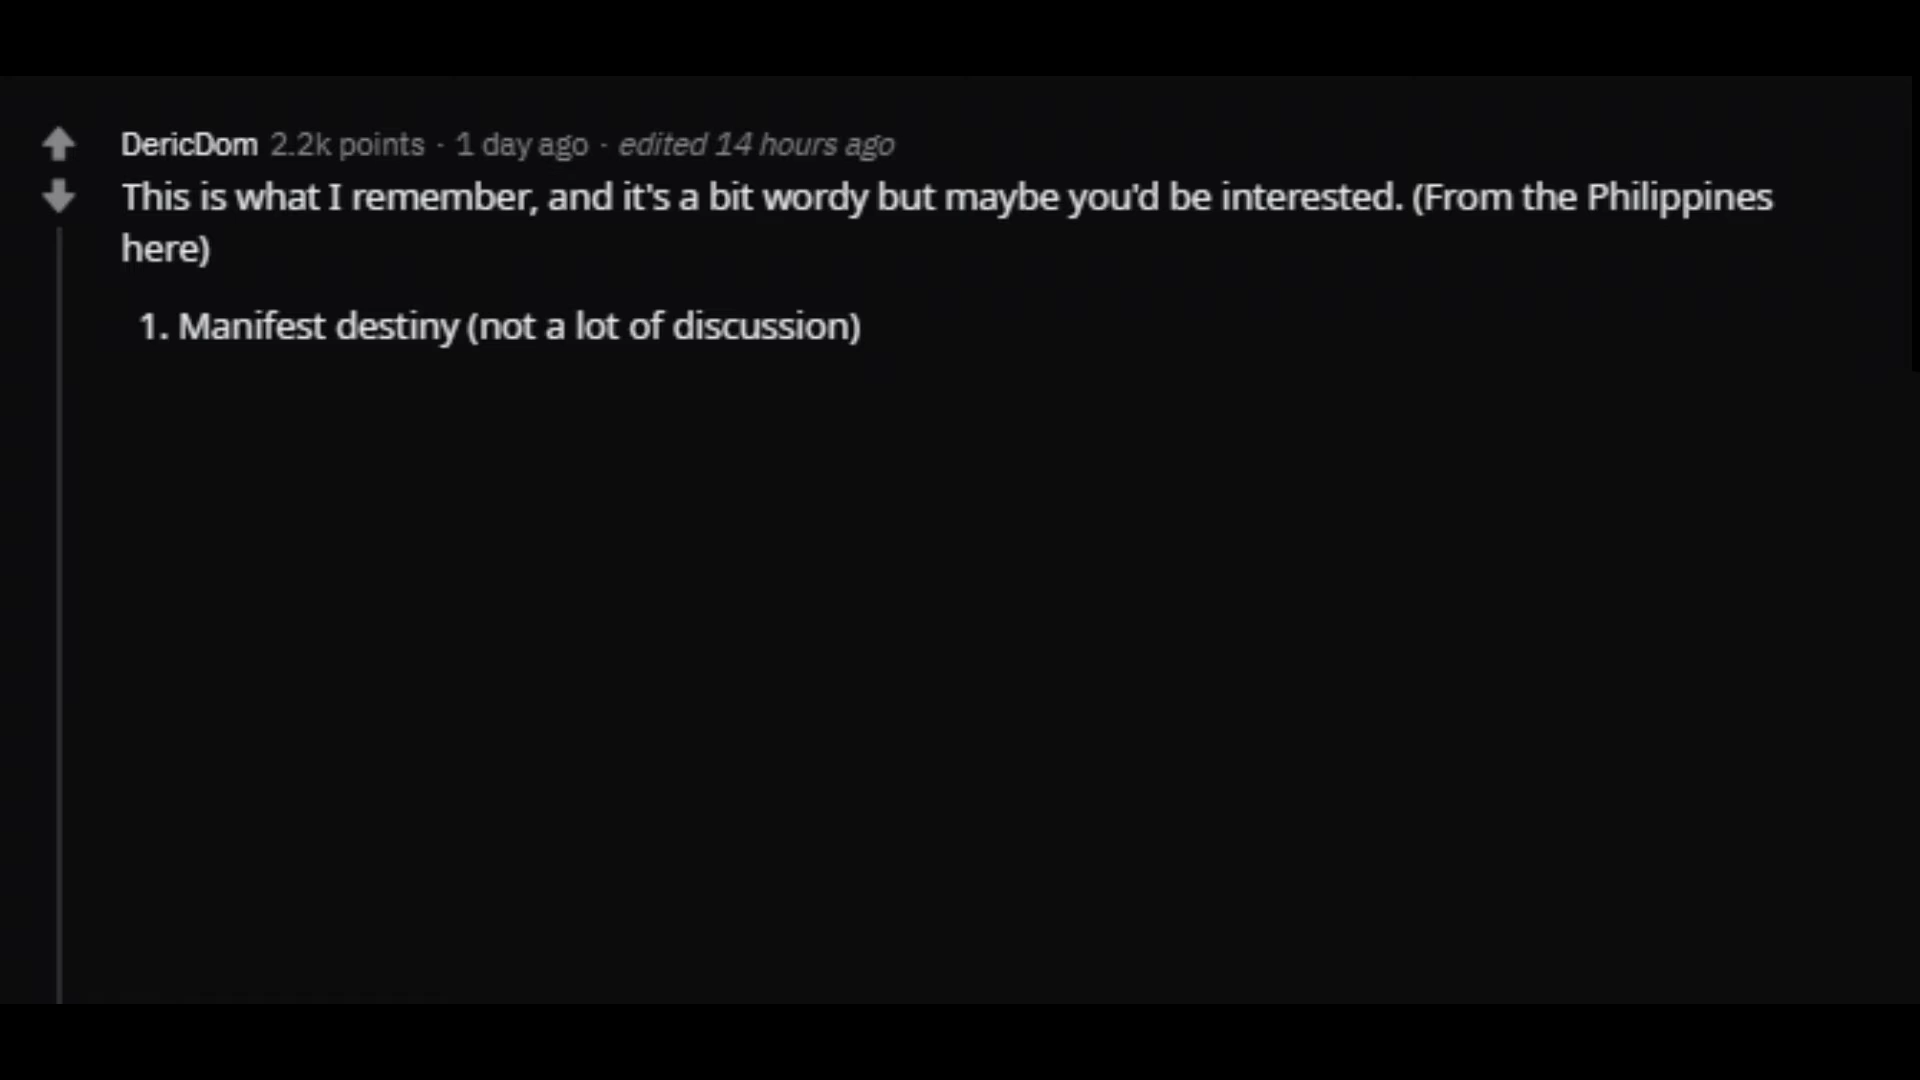 DericDom 2.2k points · 1 day ago · edited 14 hours ago
This is what I remember, and it's a bit wordy but maybe you'd be interested. (From the Philippines
here)
1. Manifest destiny (not a lot of discussion)